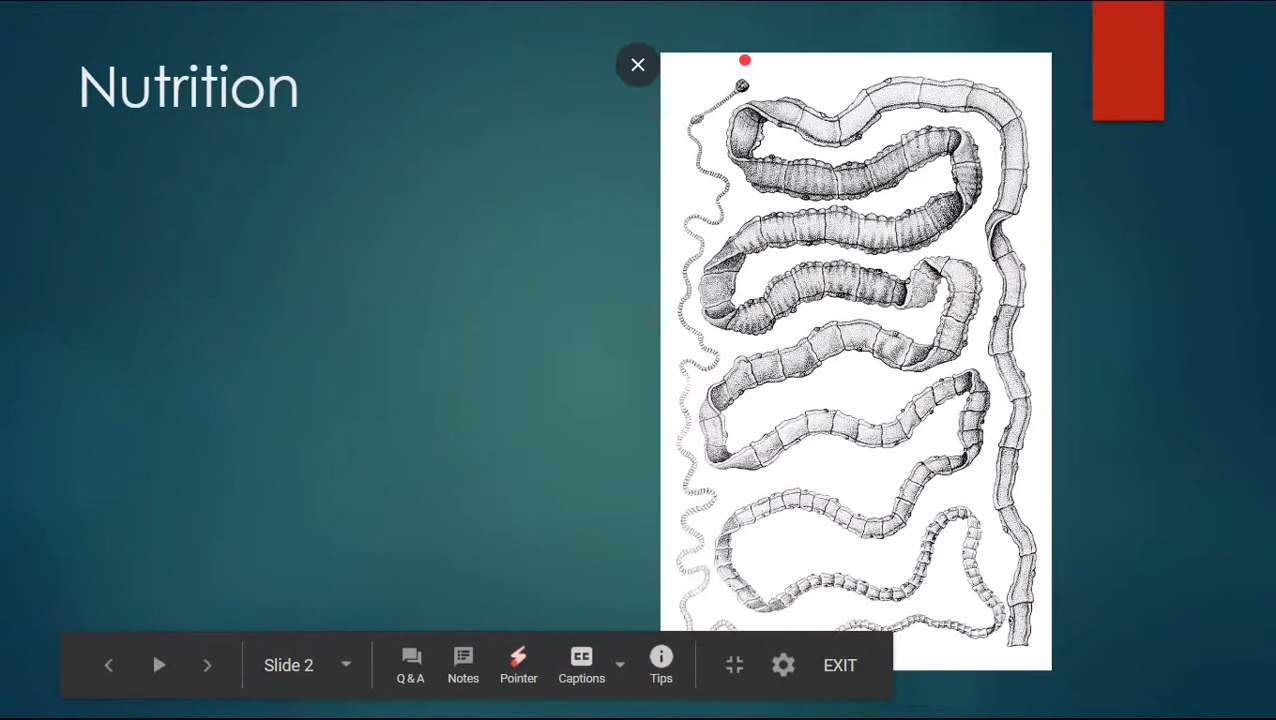 Nutrition
Slide 2
Q & A
Notes
Pointer
Captions
Tips
EXIT